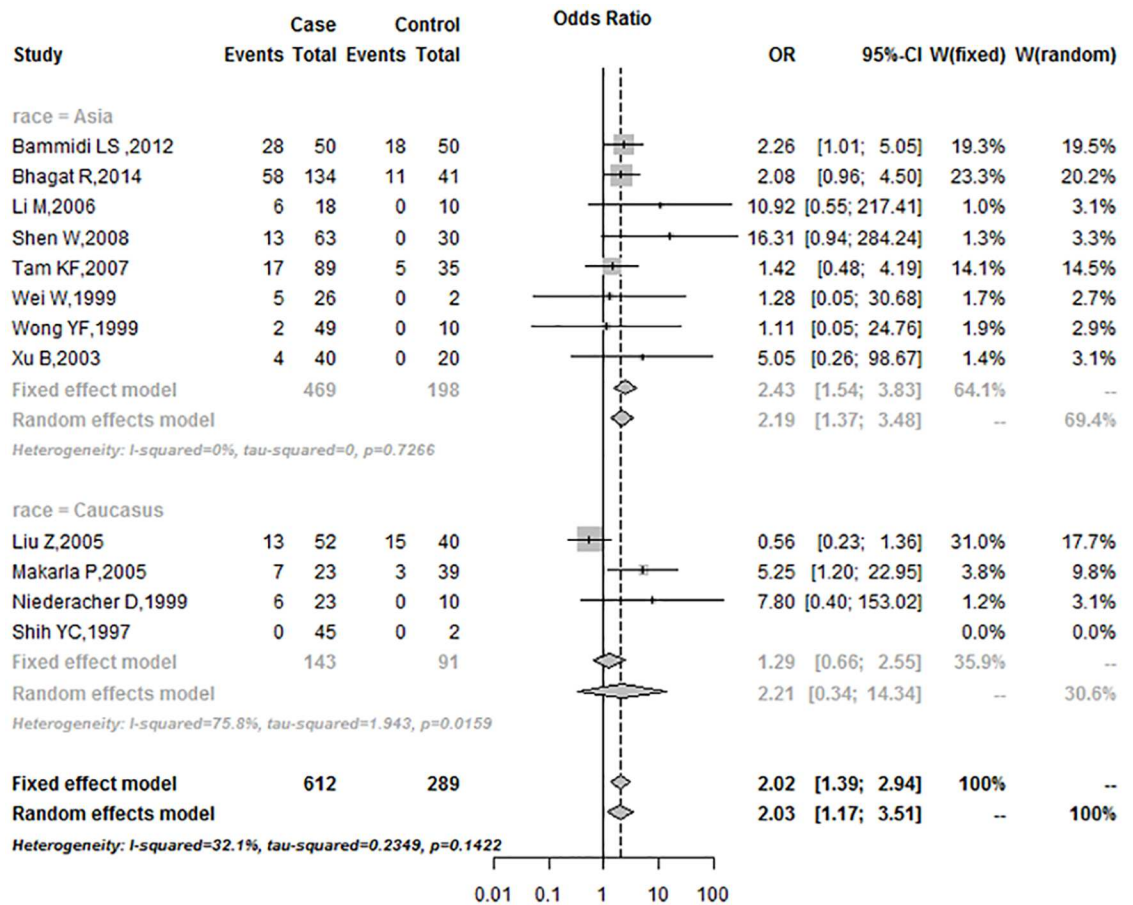 Case Control Odds Ratio
Study Events Total Events Total OR 95%-CI W(fixed) W(random)
race = Asia
Bammidi LS ,2012 28 50 18 50 2.26 [1.01; 5.05] 19.3% 19.5%
Bhagat R,2014 58 134 11 41 2.08 [0.96; 4.50] 23.3% 20.2%
Li M,2006 6 18 0 10 10.92 [0.55; 217.41] 1.0% 3.1%
Shen W,2008 13 63 0 30 16.31 [0.94; 284.24] 1.3% 3.3%
Tam KF,2007 17 89 5 35 1.42 [0.48; 4.19] 14.1% 14.5%
Wei W,1999 5 26 0 2 1.28 [0.05; 30.68] 1.7% 2.7%
Wong YF,1999 2 49 0 10 1.11 [0.05; 24.76] 1.9% 2.9%
Xu B,2003 4 40 0 20 5.05 [0.26; 98.67] 1.4% 3.1%
Fixed effect model 469 198 2.43 [1.54; 3.83] 64.1% --
Random effects model 2.19 [1.37; 3.48] -- 69.4%
Heterogeneity: I-squared=0%, tau-squared=0, p=0.7266
race = Caucasus
Liu Z,2005 13 52 15 40 0.56 [0.23; 1.36] 31.0% 17.7%
Makarla P,2005 7 23 3 39 5.25 [1.20; 22.95] 3.8% 9.8%
Niederacher D,1999 6 23 0 10 7.80 [0.40; 153.02] 1.2% 3.1%
Shih YC,1997 0 45 0 2 0.0% 0.0%
Fixed effect model 143 91 1.29 [0.66; 2.55] 35.9% --
Random effects model 2.21 [0.34; 14.34] -- 30.6%
Heterogeneity: I-squared=75.8%, tau-squared=1.943, p=0.0159
Fixed effect model 612 289 2.02 [1.39; 2.94] 100% --
Random effects model 2.03 [1.17; 3.51] -- 100%
Heterogeneity: I-squared=32.1%, tau-squared=0.2349, p=0.1422
0.01 0.1 1 10 100